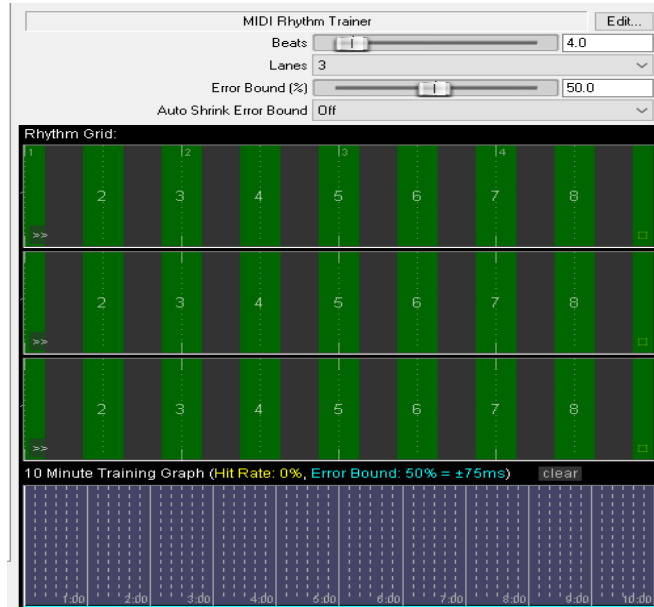 MIDI Rhythm Trainer Edit...
Beats 4.0
Lanes 3
Error Bound (%) 50.0
Auto Shrink Error Bound Off
Rhythm Grid:
1 2 3 4
2 3 4 5 6 7 8
>>
2 3 4 5 6 7 8
>>
2 3 4 5 6 7 8
>>
10 Minute Training Graph (Hit Rate: 0%, Error Bound: 50% = ±75ms) clear
1:00 2:00 3:00 4:00 5:00 6:00 7:00 8:00 9:00 10:00